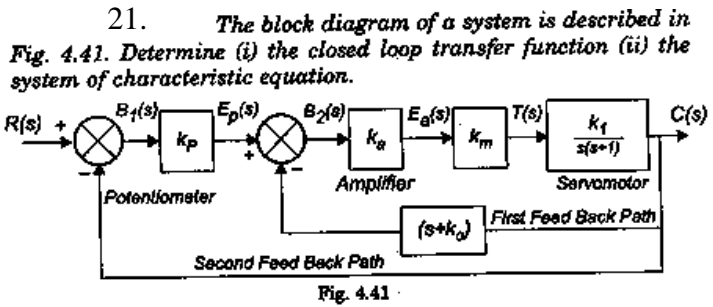 21. The block diagram of a system is described in
Fig. 4.41. Determine (i) the closed loop transfer function (ii) the
system of characteristic equation.
R(s) + B1(s) kP Ep(s) + B2(s) ka Ea(s) km T(s) k1 / s(s+1) C(s)
− −
Potentiometer Amplifier Servomotor
(s+ko) First Feed Back Path
Second Feed Back Path
Fig. 4.41